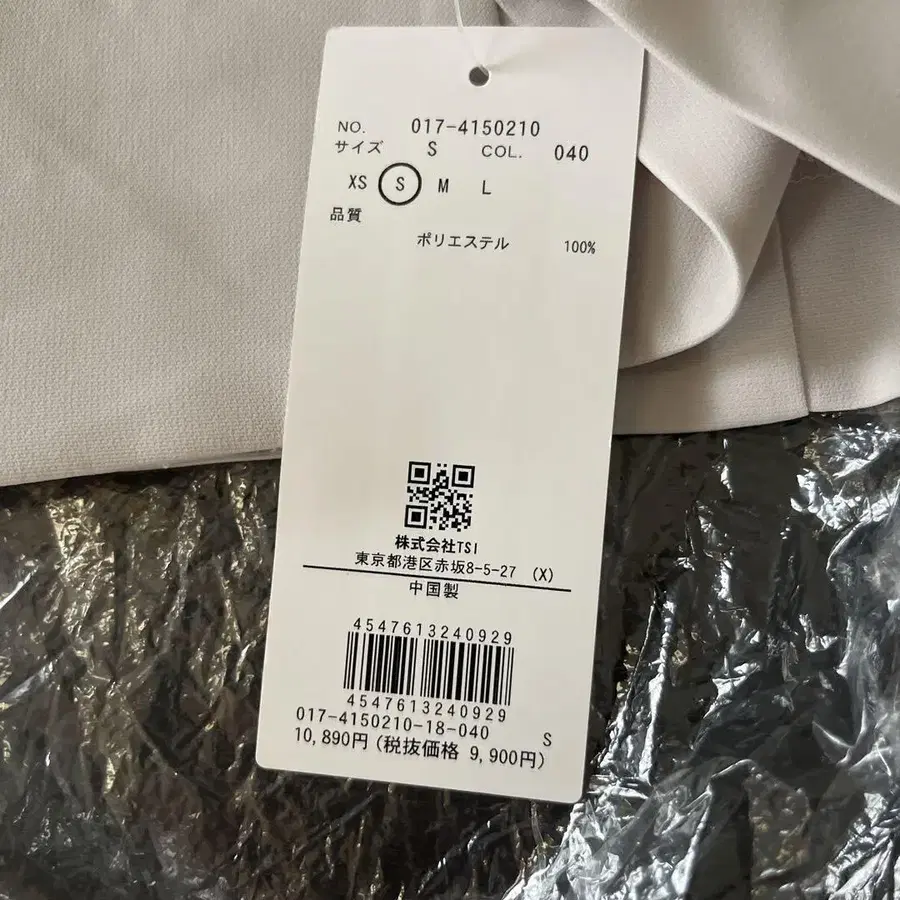 NO. 017-4150210
サイズ S COL. 040
XS S M L
品質
ポリエステル 100%
株式会社TSI
東京都港区赤坂8-5-27 (X)
中国製
4547613240929
4547613240929
017-4150210-18-040 S
10,890円(税抜価格 9,900円)